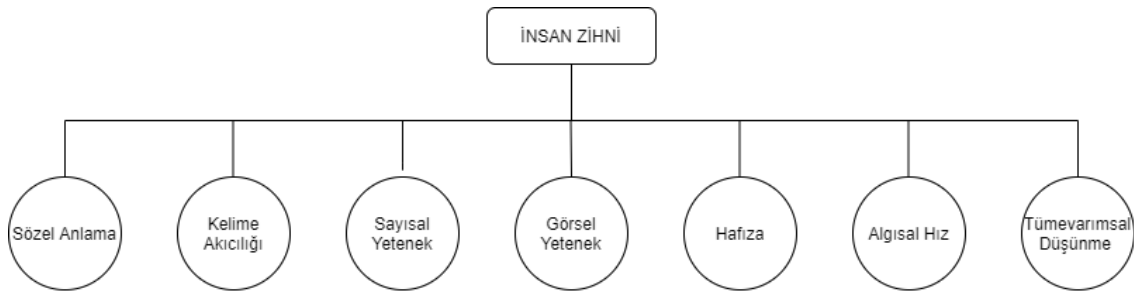 İNSAN ZİHNİ
Sözel Anlama
Kelime
Akıcılığı
Sayısal
Yetenek
Görsel
Yetenek
Hafıza
Algısal Hız
Tümevarımsal
Düşünme